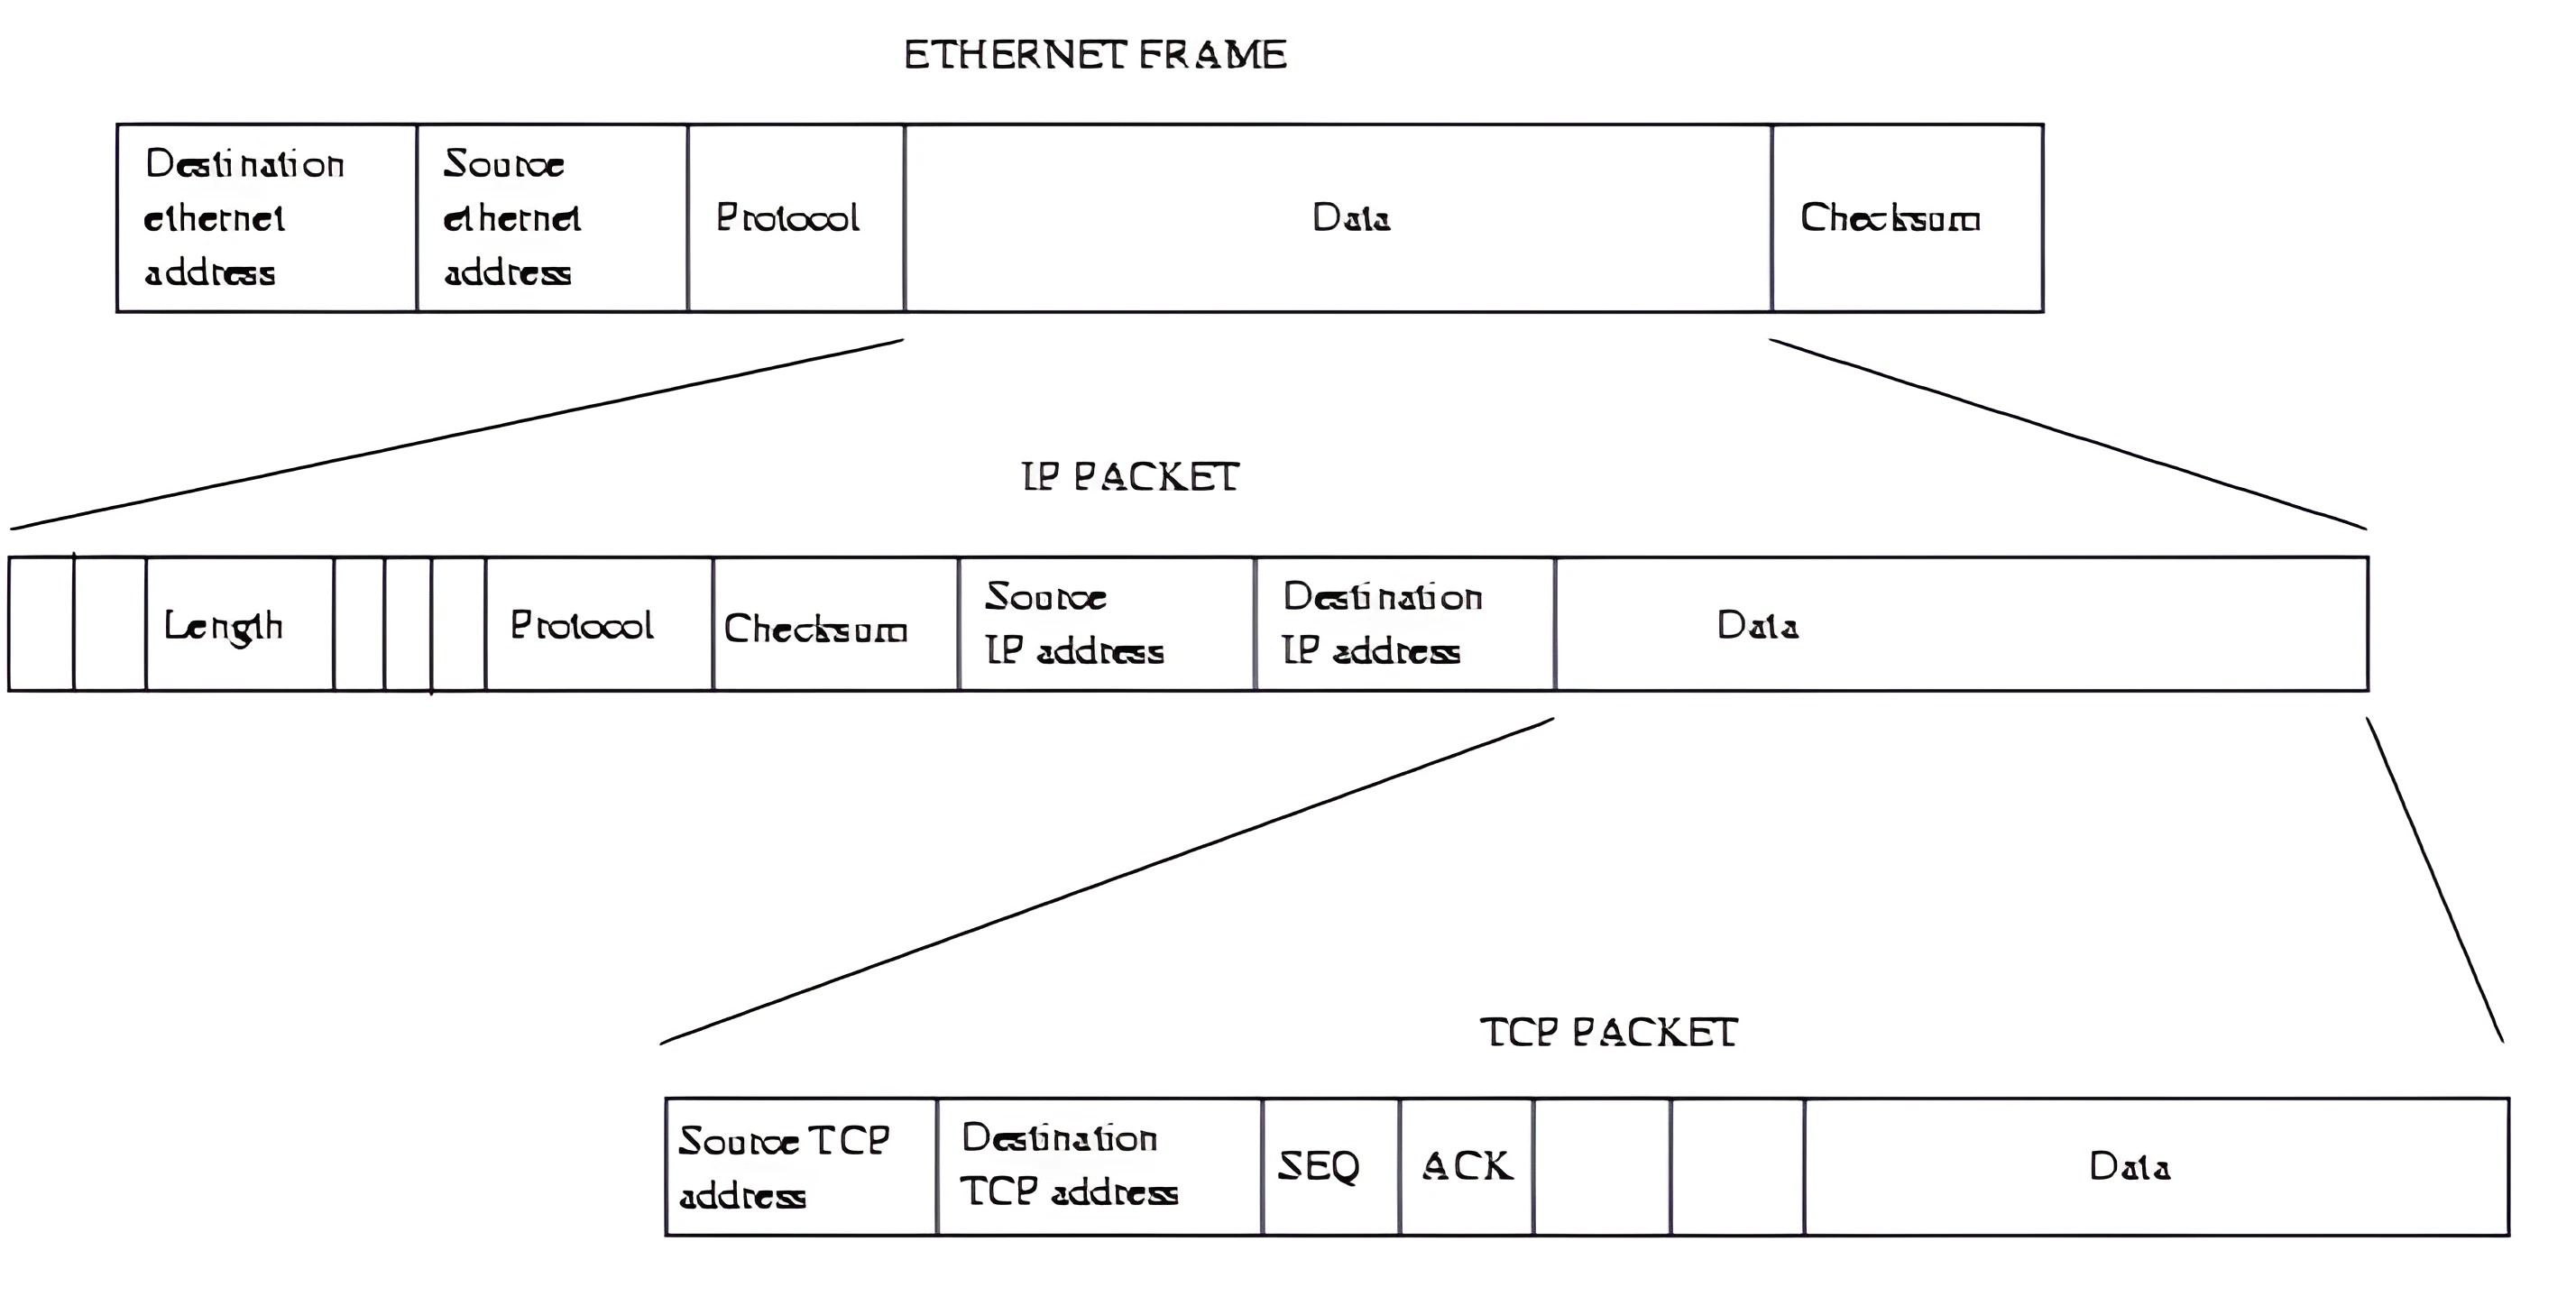 ETHERNET FRAME
Destination
ethernet
address
Source
ethernet
address
Protocol
Data
Checksum
IP PACKET
Length
Protocol
Checksum
Source
IP address
Destination
IP address
Data
TCP PACKET
Source TCP
address
Destination
TCP address
SEQ
ACK
Data